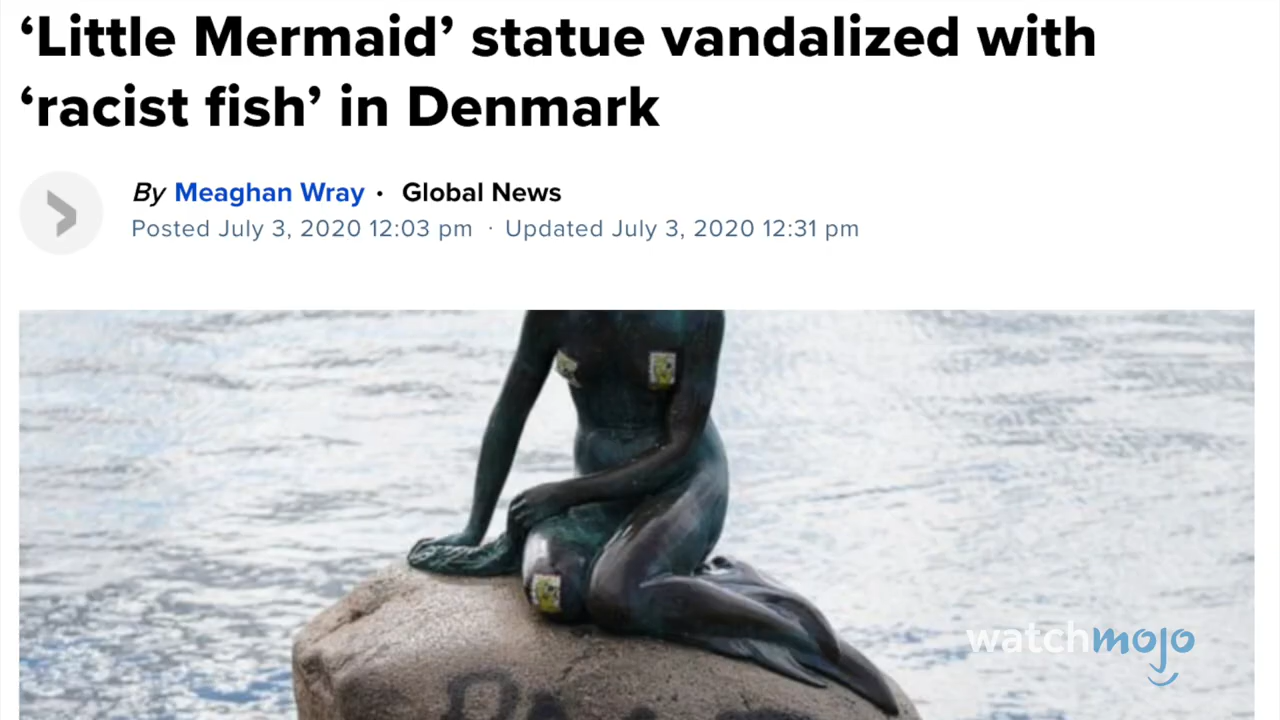 ‘Little Mermaid’ statue vandalized with
‘racist fish’ in Denmark
By Meaghan Wray • Global News
Posted July 3, 2020 12:03 pm · Updated July 3, 2020 12:31 pm
watchmojo